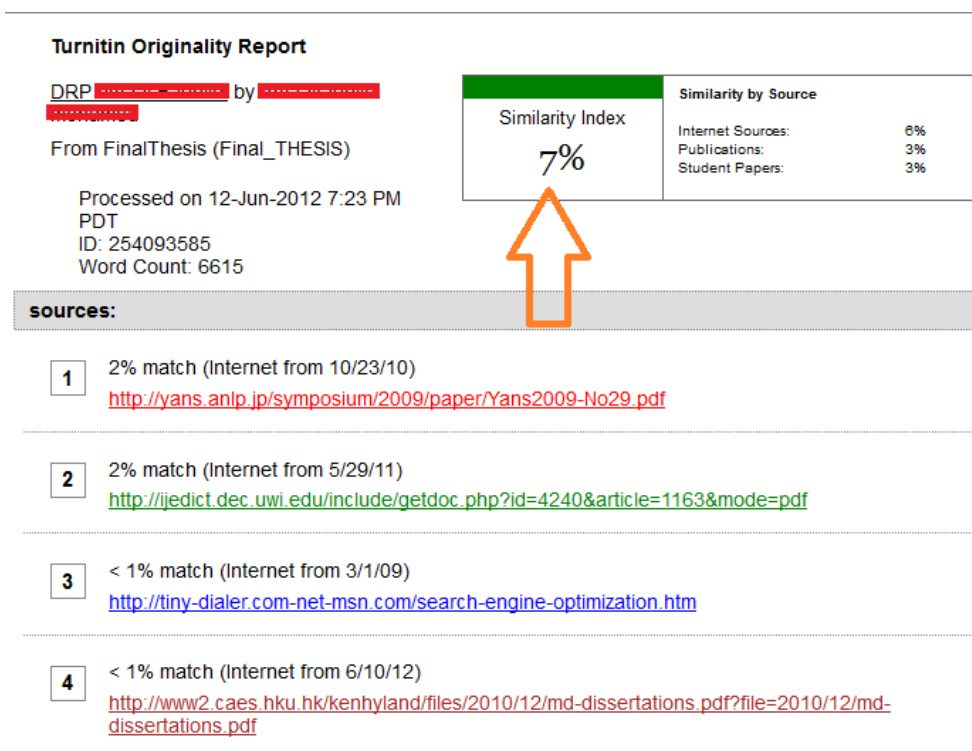 Turnitin Originality Report
DRP by
From FinalThesis (Final_THESIS)
Processed on 12-Jun-2012 7:23 PM
PDT
ID: 254093585
Word Count: 6615
Similarity Index
7%
Similarity by Source
Internet Sources: 6%
Publications: 3%
Student Papers: 3%
sources:
1
2% match (Internet from 10/23/10)
http://yans.anlp.jp/symposium/2009/paper/Yans2009-No29.pdf
2
2% match (Internet from 5/29/11)
http://ijedict.dec.uwi.edu/include/getdoc.php?id=4240&article=1163&mode=pdf
3
< 1% match (Internet from 3/1/09)
http://tiny-dialer.com-net-msn.com/search-engine-optimization.htm
4
< 1% match (Internet from 6/10/12)
http://www2.caes.hku.hk/kenhyland/files/2010/12/md-dissertations.pdf?file=2010/12/md-
dissertations.pdf